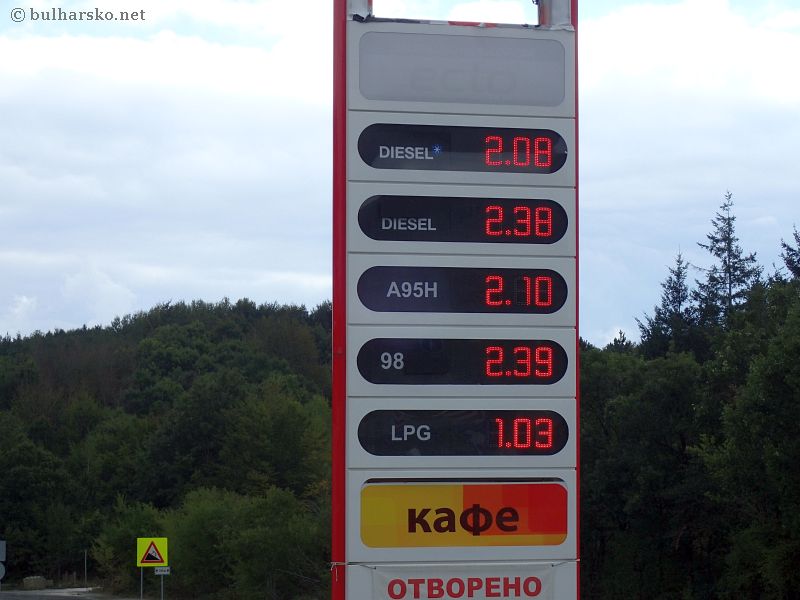 © bulharsko.net
DIESEL* 2.08
DIESEL 2.38
A95H 2.10
98 2.39
LPG 1.03
кафе
ОТВОРЕНО